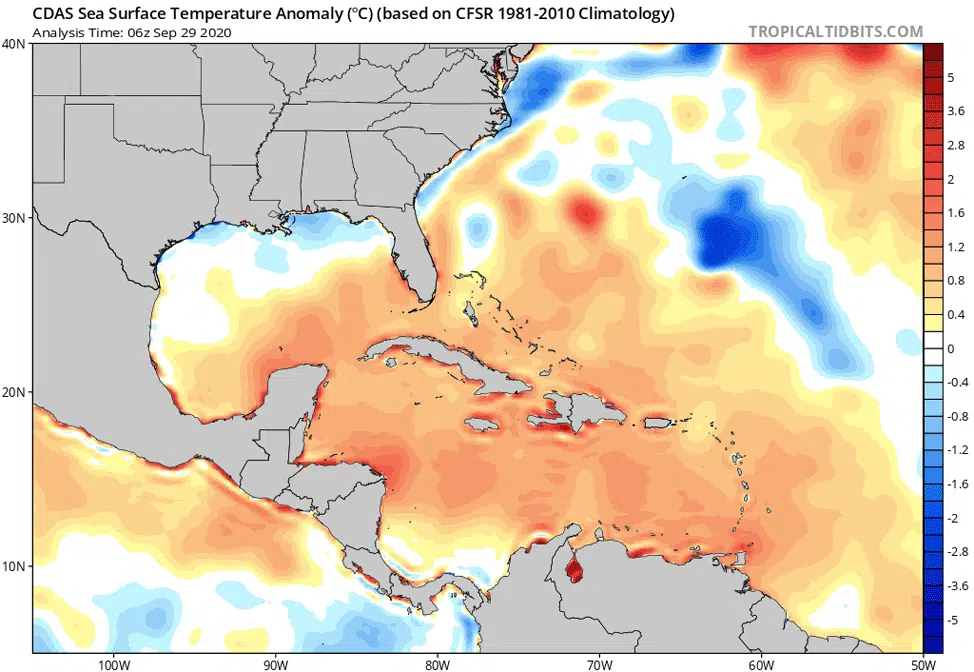 CDAS Sea Surface Temperature Anomaly (°C) (based on CFSR 1981-2010 Climatology)
Analysis Time: 06z Sep 29 2020
TROPICALTIDBITS.COM
40N
30N
20N
10N
100W
90W
80W
70W
60W
50W
5
3.6
2.8
2
1.6
1.2
0.8
0.4
0
-0.4
-0.8
-1.2
-1.6
-2
-2.8
-3.6
-5